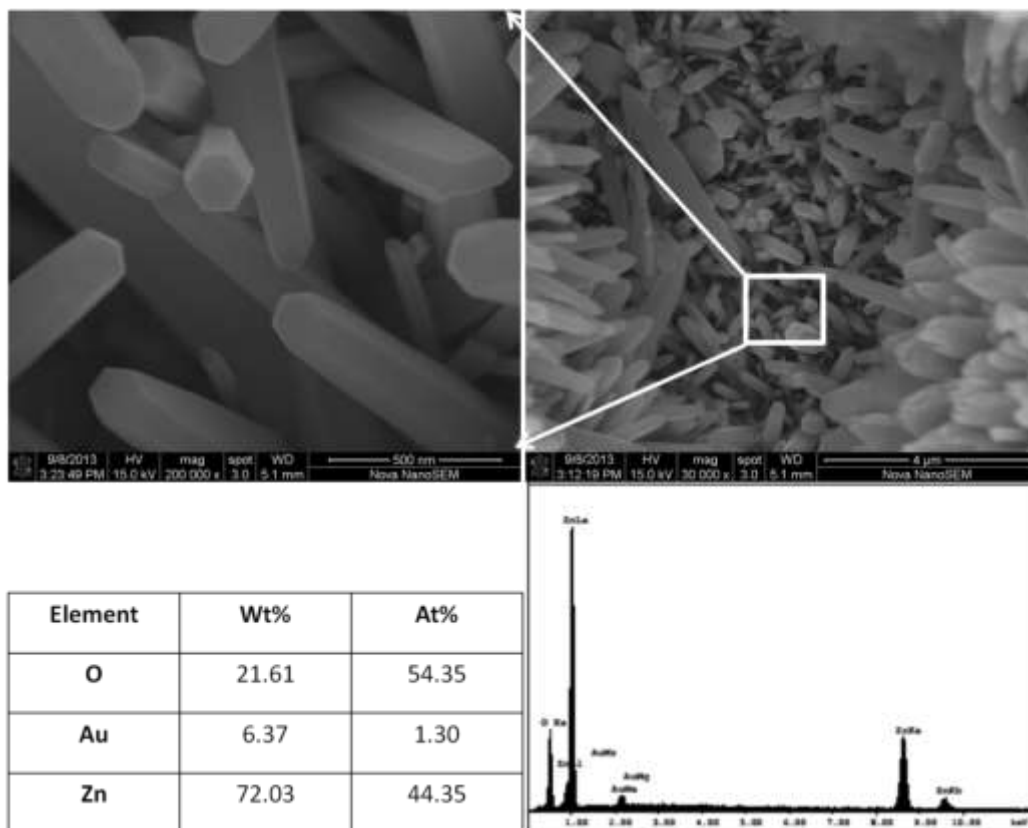 9/8/2013 HV mag spot WD 500 nm
3:23:49 PM 15.0 kV 200 000 x 3.0 5.1 mm Nova NanoSEM
9/8/2013 HV mag spot WD 4 µm
3:12:19 PM 15.0 kV 30 000 x 3.0 5.1 mm Nova NanoSEM
Element Wt% At%
O 21.61 54.35
Au 6.37 1.30
Zn 72.03 44.35
ZnLa
O Ka
AuMz
AuMg
AuMa
ZnKa
ZnKb
1.00 2.00 3.00 4.00 5.00 6.00 7.00 8.00 9.00 10.00 keV